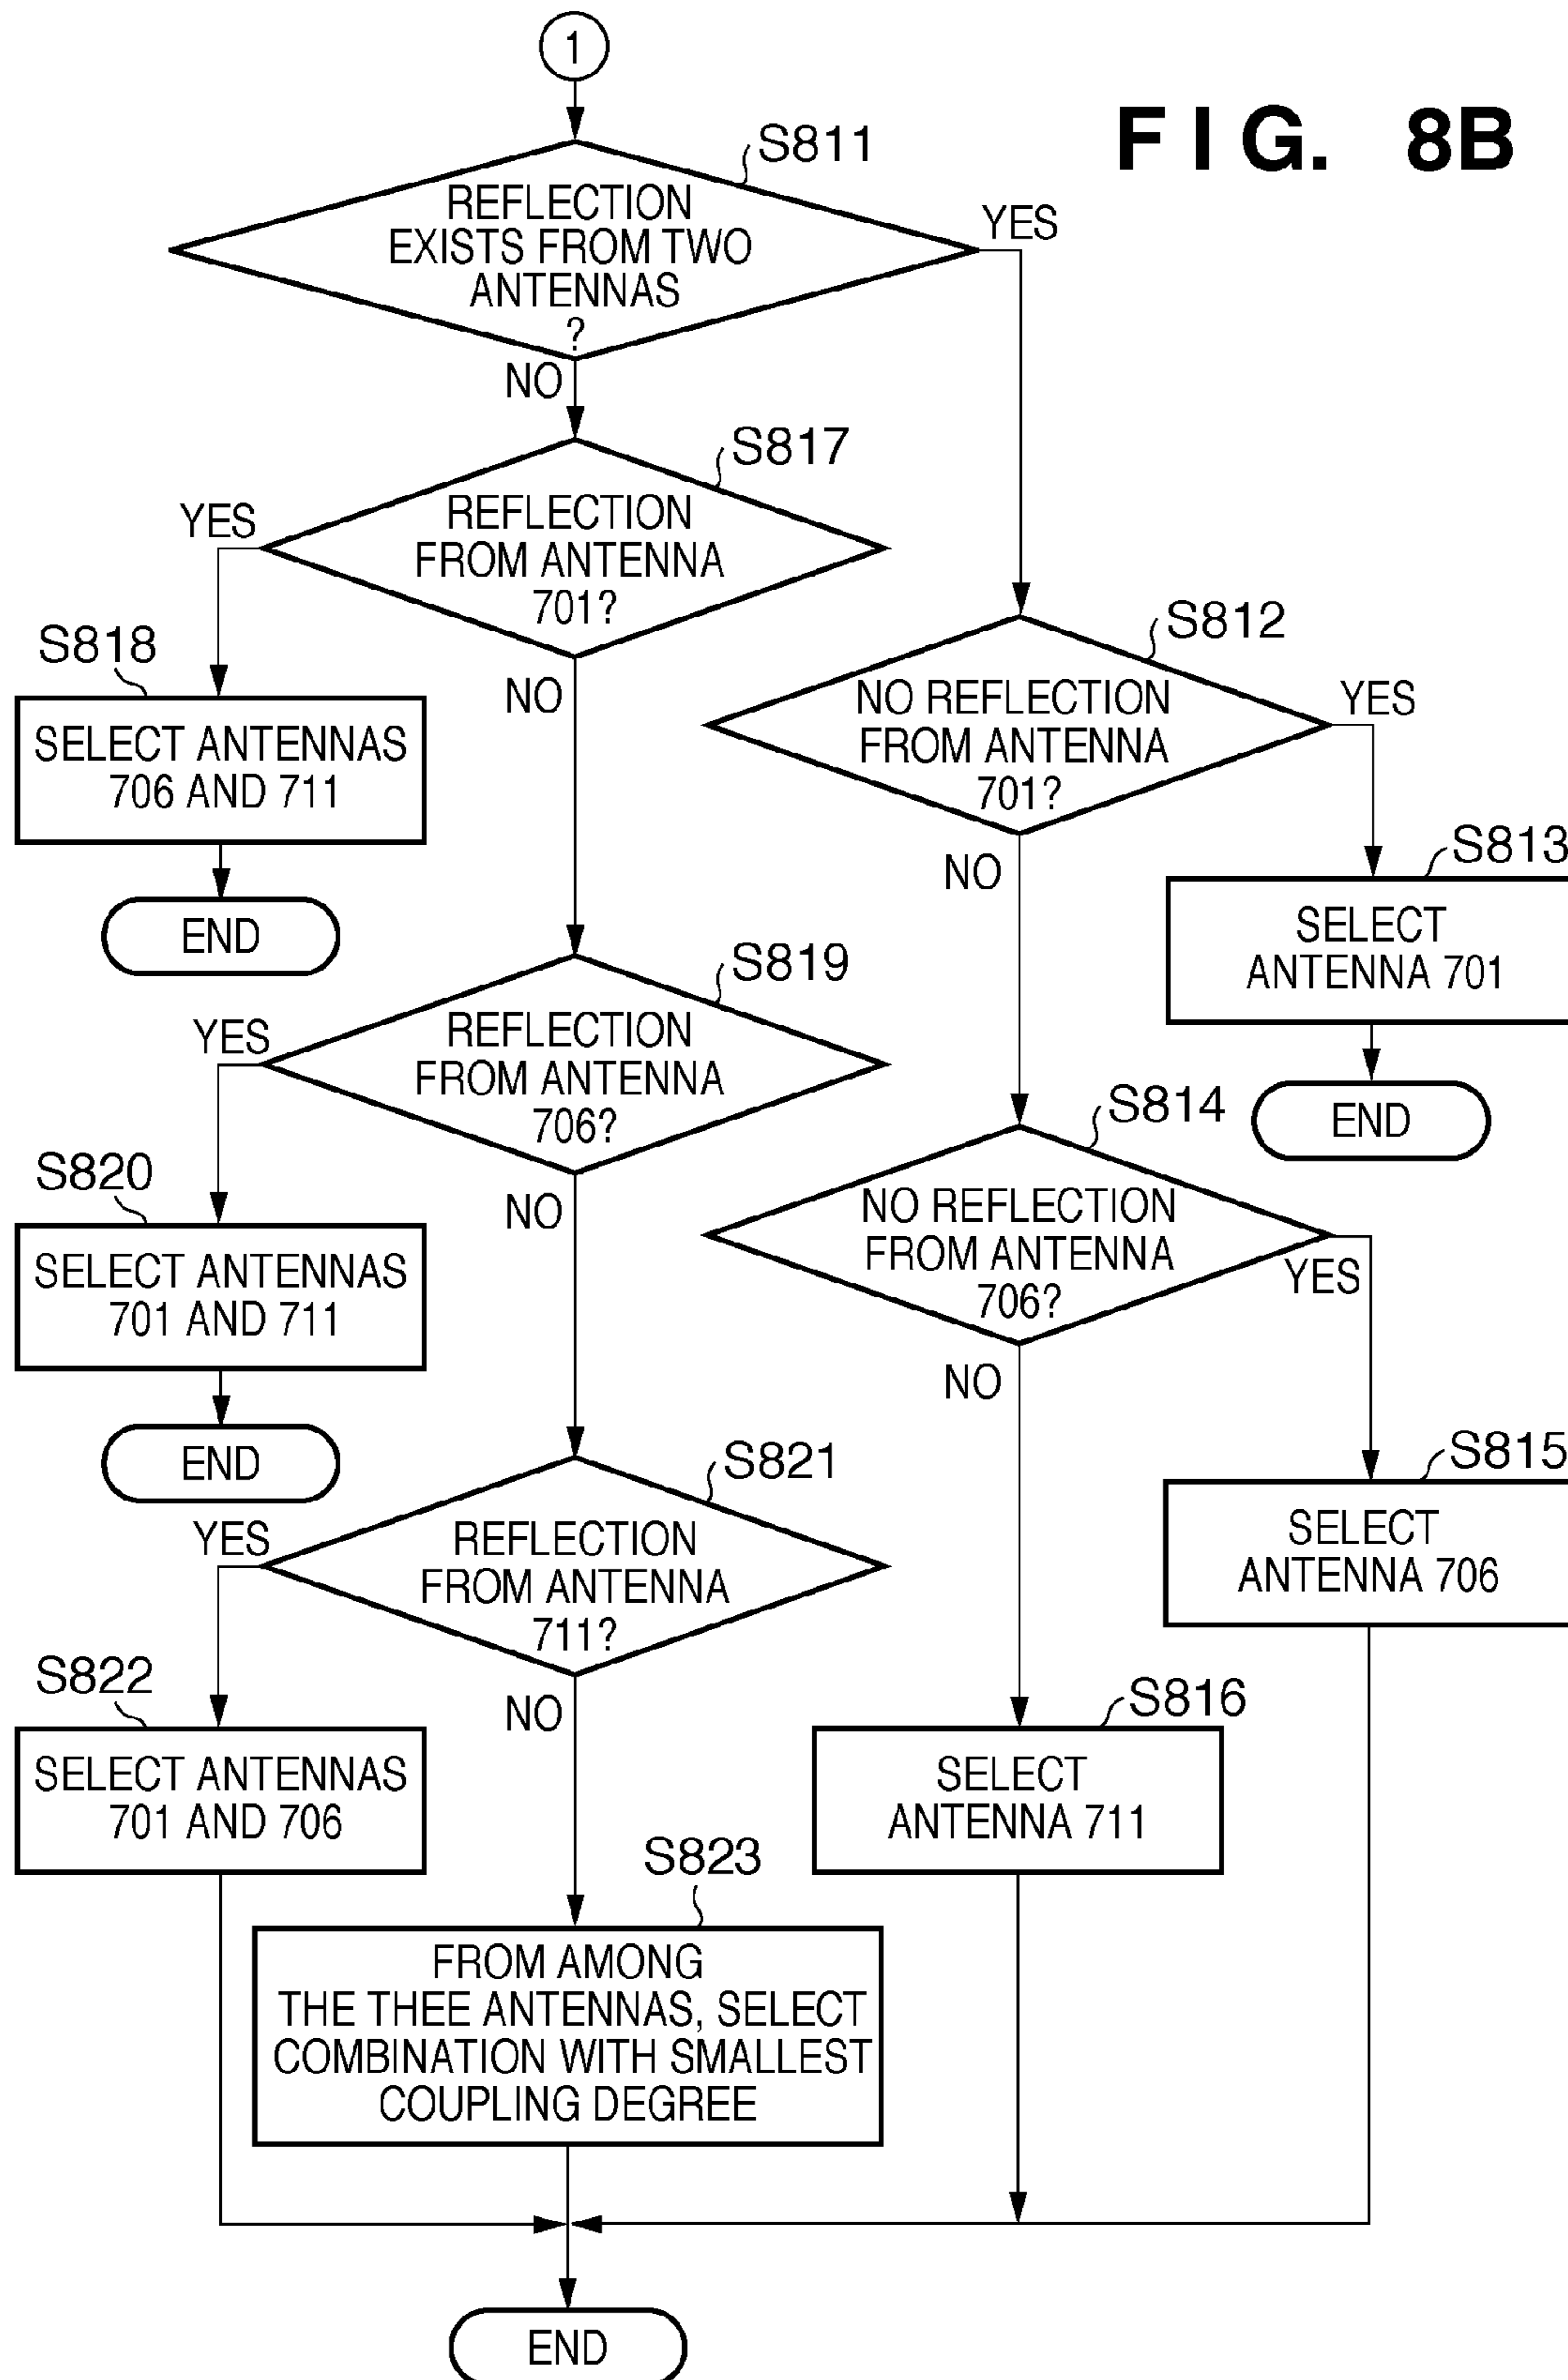 1
FIG. 8B
S811
REFLECTION
EXISTS FROM TWO
ANTENNAS
?
YES
NO
S817
REFLECTION
FROM ANTENNA
701?
YES
NO
S818
SELECT ANTENNAS
706 AND 711
END
S812
NO REFLECTION
FROM ANTENNA
701?
YES
NO
S813
SELECT
ANTENNA 701
END
S819
REFLECTION
FROM ANTENNA
706?
YES
NO
S820
SELECT ANTENNAS
701 AND 711
END
S814
NO REFLECTION
FROM ANTENNA
706?
YES
NO
S815
SELECT
ANTENNA 706
S821
REFLECTION
FROM ANTENNA
711?
YES
NO
S822
SELECT ANTENNAS
701 AND 706
S816
SELECT
ANTENNA 711
S823
FROM AMONG
THE THEE ANTENNAS, SELECT
COMBINATION WITH SMALLEST
COUPLING DEGREE
END